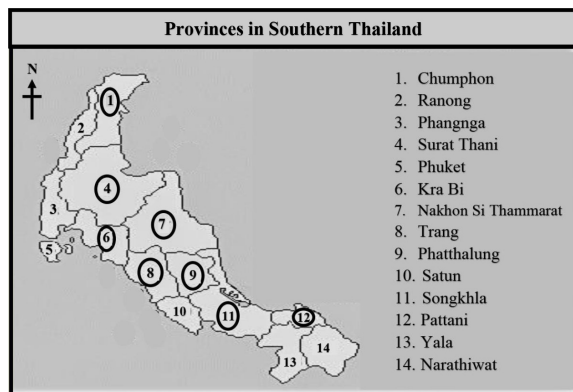 Provinces in Southern Thailand
N
1
2
3
4
5
6
7
8
9
10
11
12
13
14
1. Chumphon
2. Ranong
3. Phangnga
4. Surat Thani
5. Phuket
6. Kra Bi
7. Nakhon Si Thammarat
8. Trang
9. Phatthalung
10. Satun
11. Songkhla
12. Pattani
13. Yala
14. Narathiwat